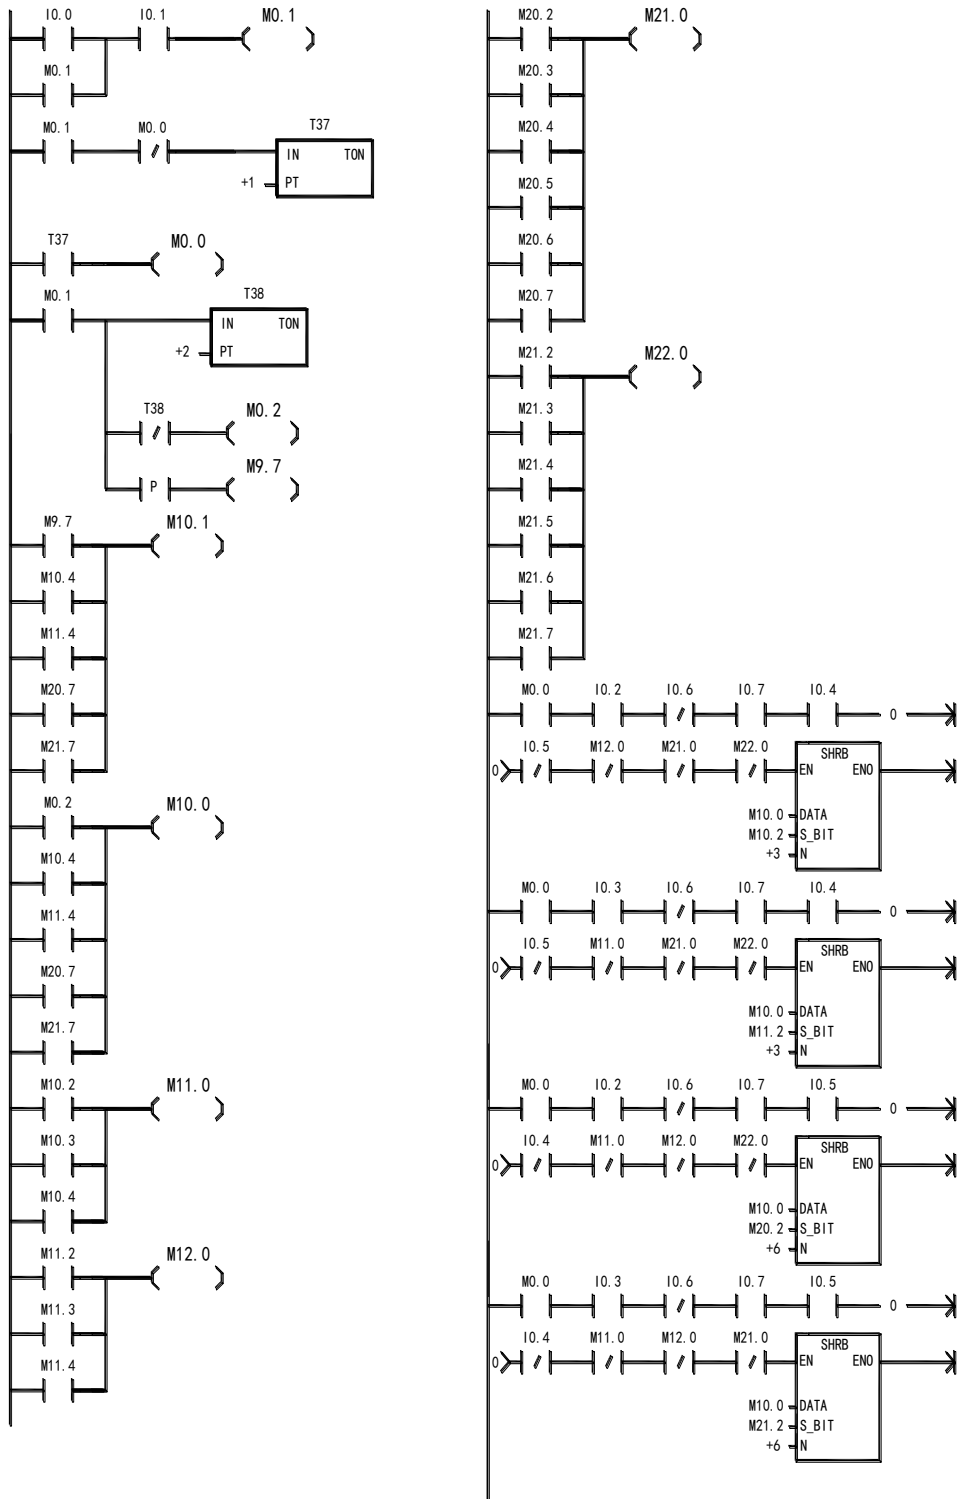 I0.0 I0.1 M0.1
M0.1
M0.1 M0.0 T37
IN TON
+1 PT
T37 M0.0
M0.1 T38
IN TON
+2 PT
T38 M0.2
P M9.7
M9.7 M10.1
M10.4
M11.4
M20.7
M21.7
M0.2 M10.0
M10.4
M11.4
M20.7
M21.7
M10.2 M11.0
M10.3
M10.4
M11.2 M12.0
M11.3
M11.4
M20.2 M21.0
M20.3
M20.4
M20.5
M20.6
M20.7
M21.2 M22.0
M21.3
M21.4
M21.5
M21.6
M21.7
M0.0 I0.2 I0.6 I0.7 I0.4
0
I0.5 M12.0 M21.0 M22.0 SHRB
0 EN ENO
M10.0 DATA
M10.2 S_BIT
+3 N
M0.0 I0.3 I0.6 I0.7 I0.4
0
I0.5 M11.0 M21.0 M22.0 SHRB
0 EN ENO
M10.0 DATA
M11.2 S_BIT
+3 N
M0.0 I0.2 I0.6 I0.7 I0.5
0
I0.4 M11.0 M12.0 M22.0 SHRB
0 EN ENO
M10.0 DATA
M20.2 S_BIT
+6 N
M0.0 I0.3 I0.6 I0.7 I0.5
0
I0.4 M11.0 M12.0 M21.0 SHRB
0 EN ENO
M10.0 DATA
M21.2 S_BIT
+6 N